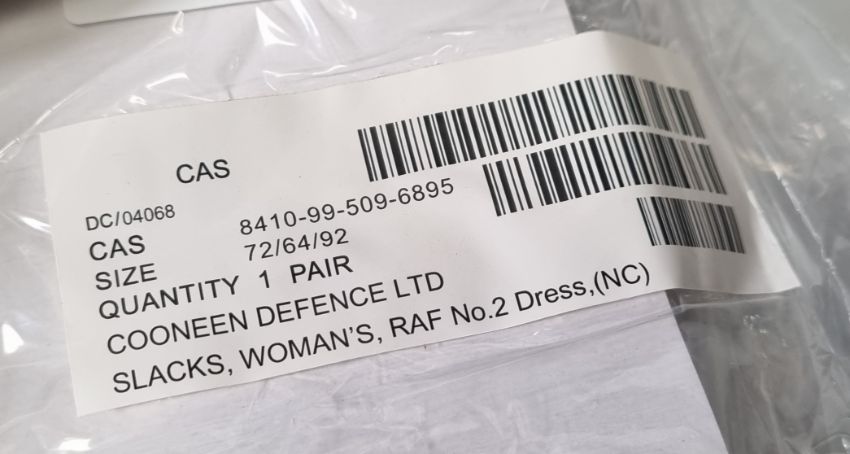 CAS
DC/04068
CAS 8410-99-509-6895
SIZE 72/64/92
QUANTITY 1 PAIR
COONEEN DEFENCE LTD
SLACKS, WOMAN'S, RAF No.2 Dress,(NC)